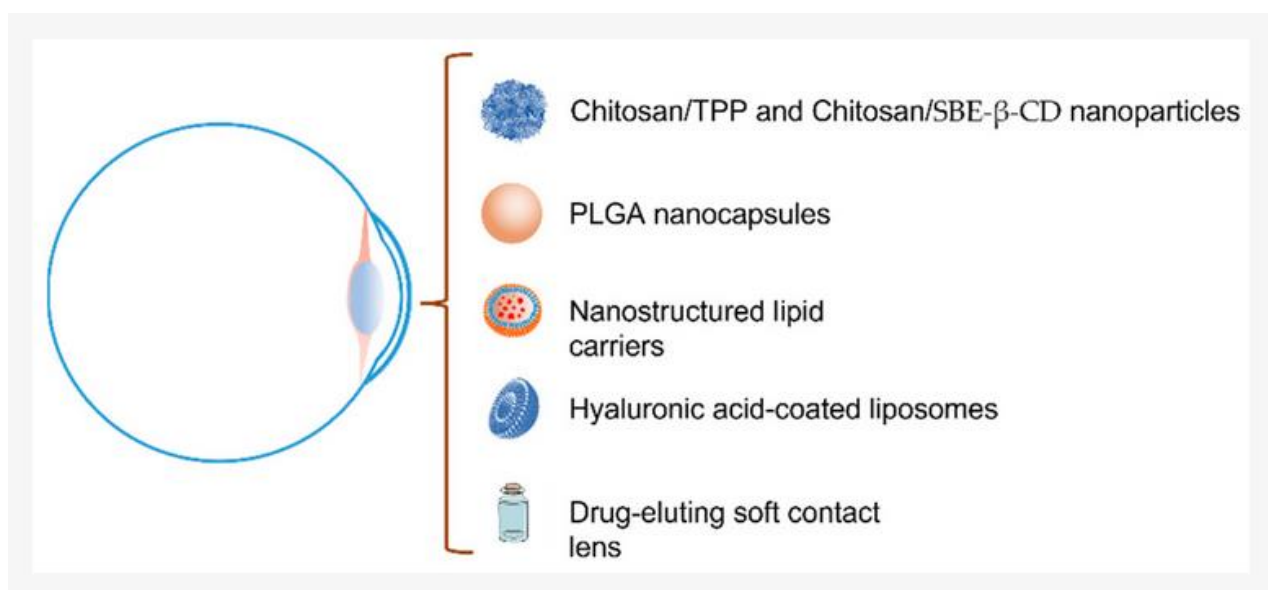 Chitosan/TPP and Chitosan/SBE-β-CD nanoparticles
PLGA nanocapsules
Nanostructured lipid
carriers
Hyaluronic acid-coated liposomes
Drug-eluting soft contact
lens